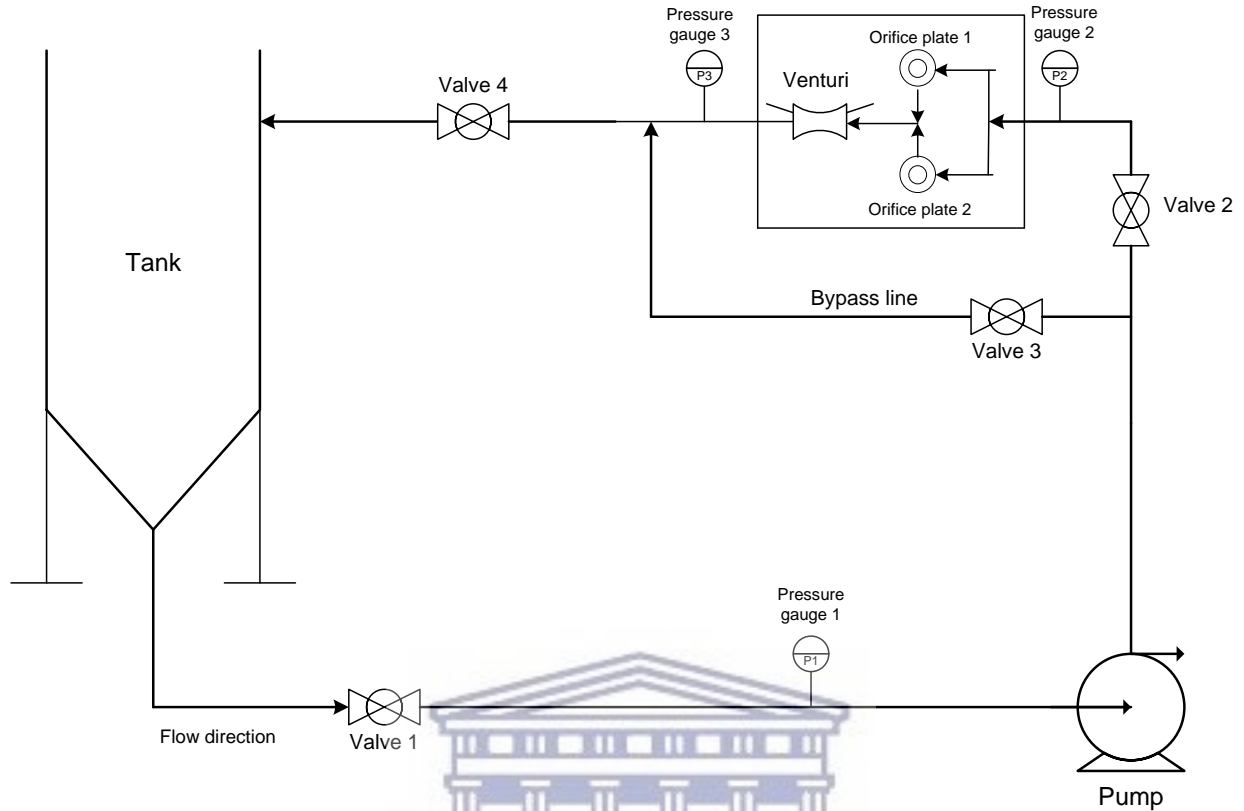 Pressure
gauge 3
P3
Orifice plate 1
Pressure
gauge 2
P2
Valve 4
Venturi
Orifice plate 2
Valve 2
Tank
Bypass line
Valve 3
Pressure
gauge 1
P1
Flow direction
Valve 1
Pump